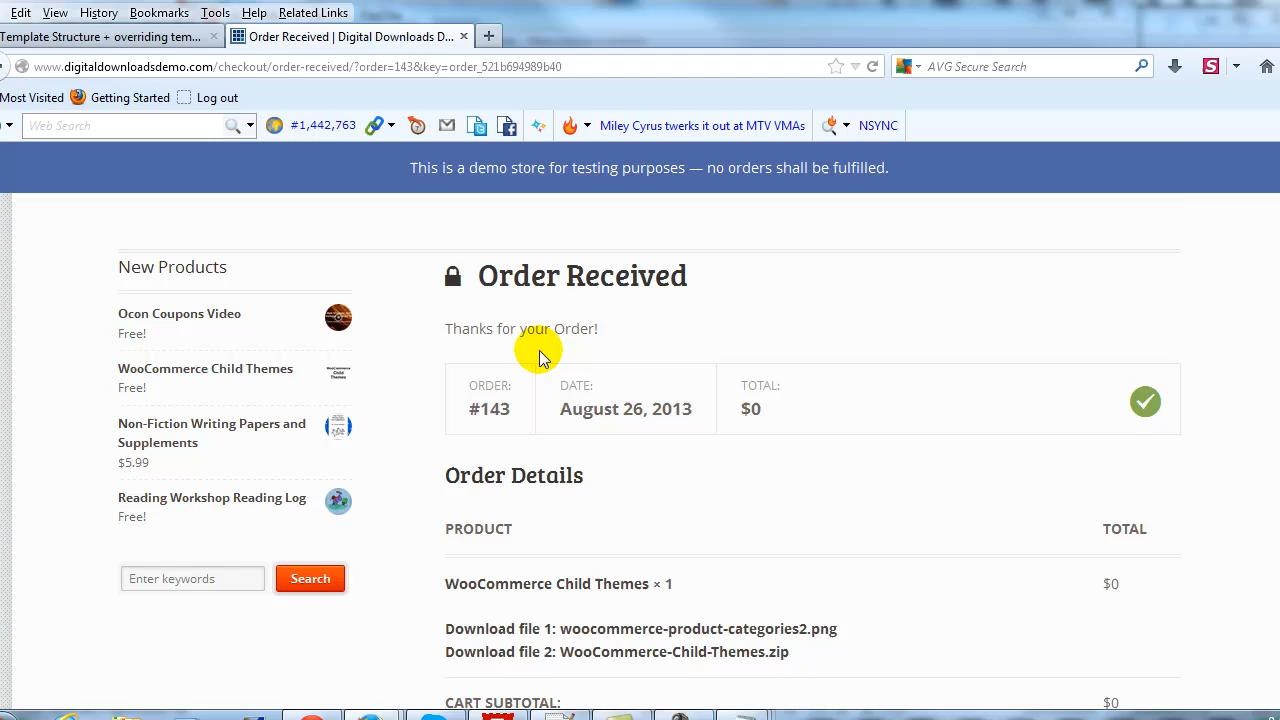 Edit View History Bookmarks Tools Help Related Links
Template Structure + overriding tem... Order Received | Digital Downloads D...
www.digitaldownloadsdemo.com/checkout/order-received/?order=143&key=order_521b694989b40 AVG Secure Search
Most Visited Getting Started Log out
Web Search #1,442,763 Miley Cyrus twerks it out at MTV VMAs NSYNC
This is a demo store for testing purposes — no orders shall be fulfilled.
New Products
Ocon Coupons Video
Free!
WooCommerce Child Themes
Free!
Non-Fiction Writing Papers and
Supplements
$5.99
Reading Workshop Reading Log
Free!
Enter keywords Search
Order Received
Thanks for your Order!
ORDER: DATE: TOTAL:
#143 August 26, 2013 $0
Order Details
PRODUCT TOTAL
WooCommerce Child Themes × 1 $0
Download file 1: woocommerce-product-categories2.png
Download file 2: WooCommerce-Child-Themes.zip
CART SUBTOTAL: $0